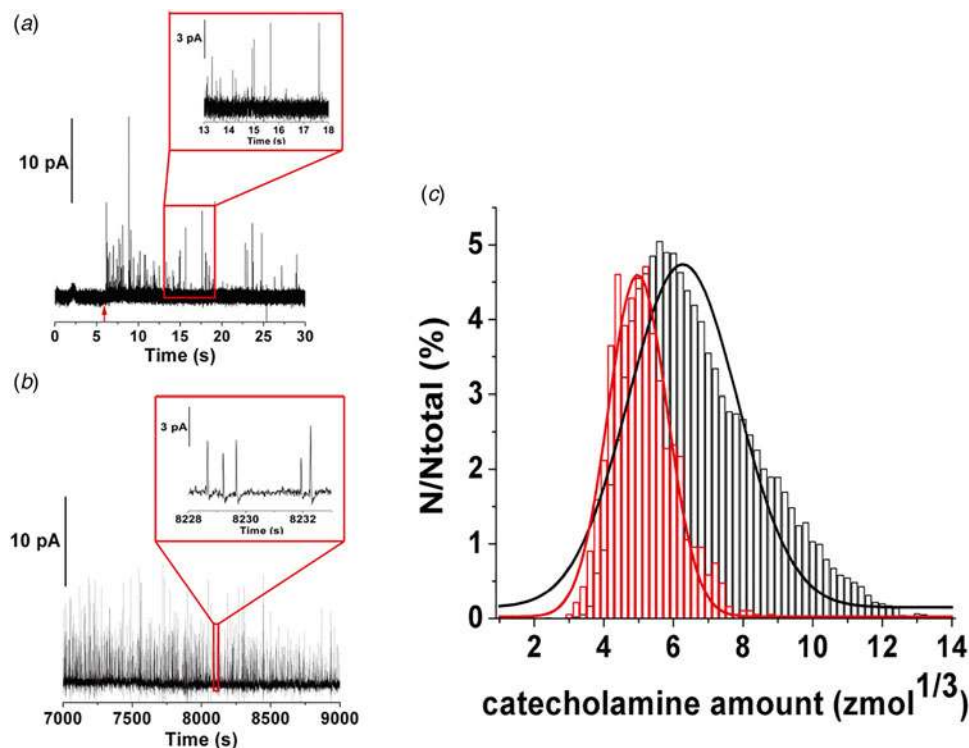 (a)
3 pA
13 14 15 16 17 18
Time (s)
10 pA
0 5 10 15 20 25 30
Time (s)
(b)
3 pA
8228 8230 8232
Time (s)
10 pA
7000 7500 8000 8500 9000
Time (s)
(c)
5
4
3
2
1
0
N/Ntotal (%)
2 4 6 8 10 12 14
catecholamine amount (zmol^1/3)